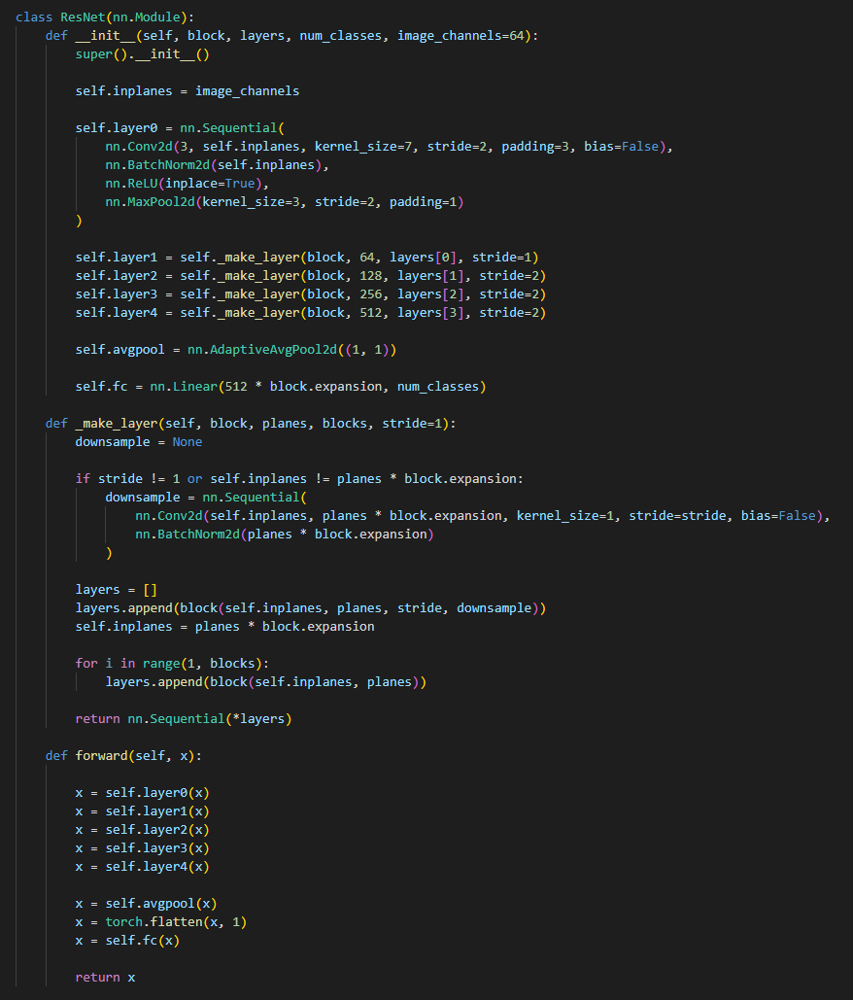 class ResNet(nn.Module):
    def __init__(self, block, layers, num_classes, image_channels=64):
        super().__init__()

        self.inplanes = image_channels

        self.layer0 = nn.Sequential(
            nn.Conv2d(3, self.inplanes, kernel_size=7, stride=2, padding=3, bias=False),
            nn.BatchNorm2d(self.inplanes),
            nn.ReLU(inplace=True),
            nn.MaxPool2d(kernel_size=3, stride=2, padding=1)
        )

        self.layer1 = self._make_layer(block, 64, layers[0], stride=1)
        self.layer2 = self._make_layer(block, 128, layers[1], stride=2)
        self.layer3 = self._make_layer(block, 256, layers[2], stride=2)
        self.layer4 = self._make_layer(block, 512, layers[3], stride=2)

        self.avgpool = nn.AdaptiveAvgPool2d((1, 1))

        self.fc = nn.Linear(512 * block.expansion, num_classes)

    def _make_layer(self, block, planes, blocks, stride=1):
        downsample = None

        if stride != 1 or self.inplanes != planes * block.expansion:
            downsample = nn.Sequential(
                nn.Conv2d(self.inplanes, planes * block.expansion, kernel_size=1, stride=stride, bias=False),
                nn.BatchNorm2d(planes * block.expansion)
            )

        layers = []
        layers.append(block(self.inplanes, planes, stride, downsample))
        self.inplanes = planes * block.expansion

        for i in range(1, blocks):
            layers.append(block(self.inplanes, planes))

        return nn.Sequential(*layers)

    def forward(self, x):

        x = self.layer0(x)
        x = self.layer1(x)
        x = self.layer2(x)
        x = self.layer3(x)
        x = self.layer4(x)

        x = self.avgpool(x)
        x = torch.flatten(x, 1)
        x = self.fc(x)

        return x